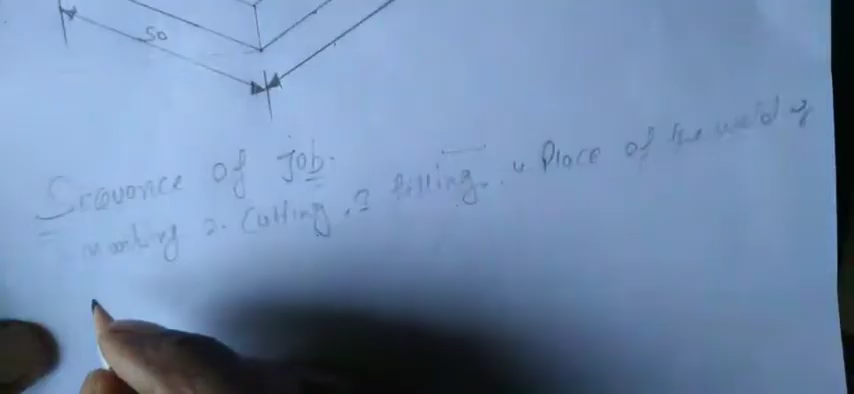 50
Sequence of Job.
marking 2. Cutting, 3 filling, 4 Place of the weld